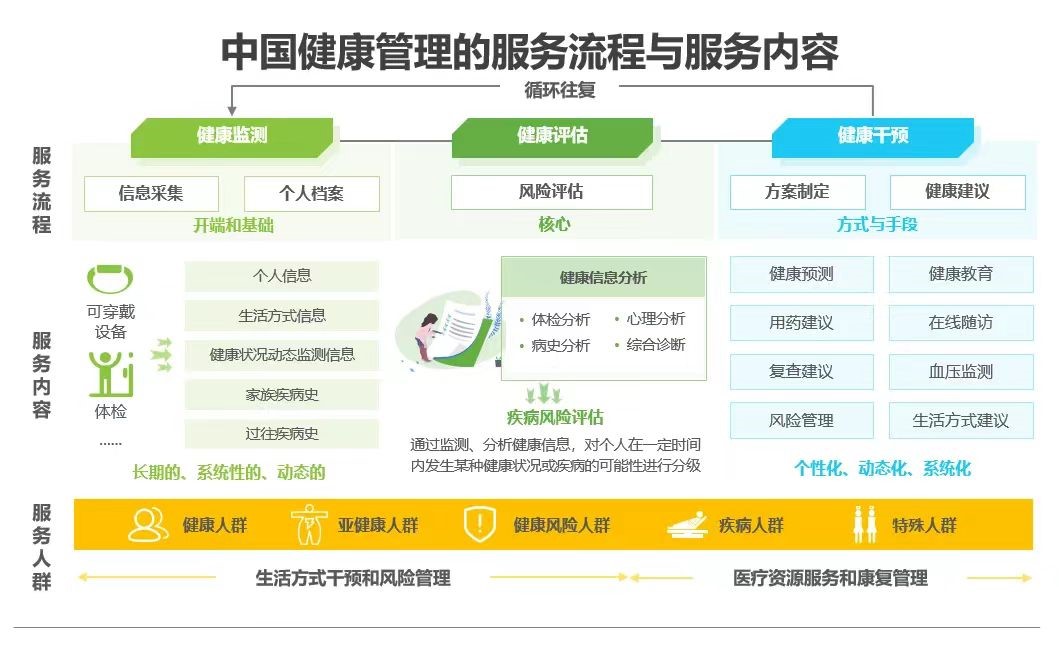 中国健康管理的服务流程与服务内容
循环往复
健康监测
健康评估
健康干预
服务流程
信息采集
个人档案
风险评估
方案制定
健康建议
开端和基础
核心
方式与手段
服务内容
可穿戴
设备
体检
......
个人信息
生活方式信息
健康状况动态监测信息
家族疾病史
过往疾病史
长期的、系统性的、动态的
健康信息分析
• 体检分析
• 心理分析
• 病史分析
• 综合诊断
疾病风险评估
通过监测、分析健康信息，对个人在一定时间
内发生某种健康状况或疾病的可能性进行分级
健康预测
健康教育
用药建议
在线随访
复查建议
血压监测
风险管理
生活方式建议
个性化、动态化、系统化
服务人群
健康人群
亚健康人群
健康风险人群
疾病人群
特殊人群
生活方式干预和风险管理
医疗资源服务和康复管理